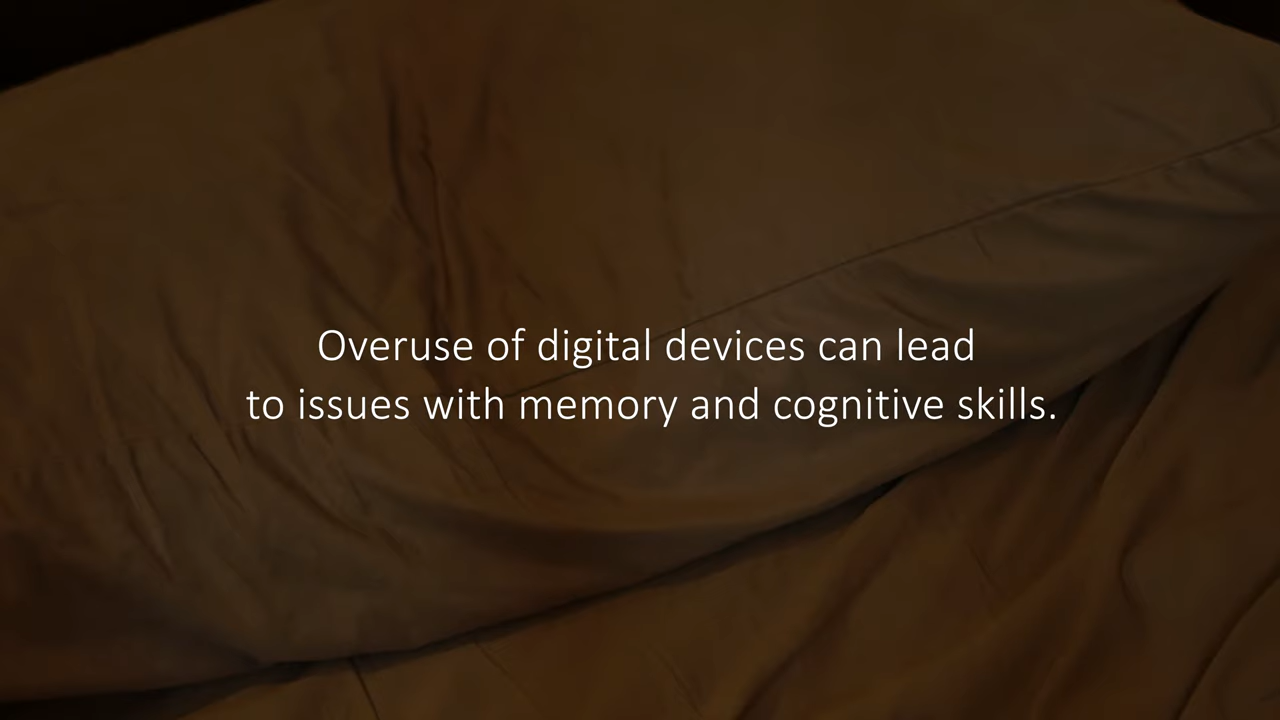 Overuse of digital devices can lead
to issues with memory and cognitive skills.